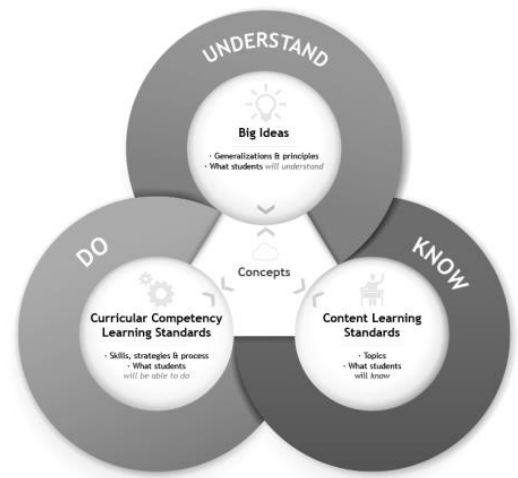 UNDERSTAND
Big Ideas
· Generalizations & principles
· What students will understand
Concepts
DO
Curricular Competency
Learning Standards
· Skills, strategies & process
· What students
will be able to do
KNOW
Content Learning
Standards
· Topics
· What students
will know